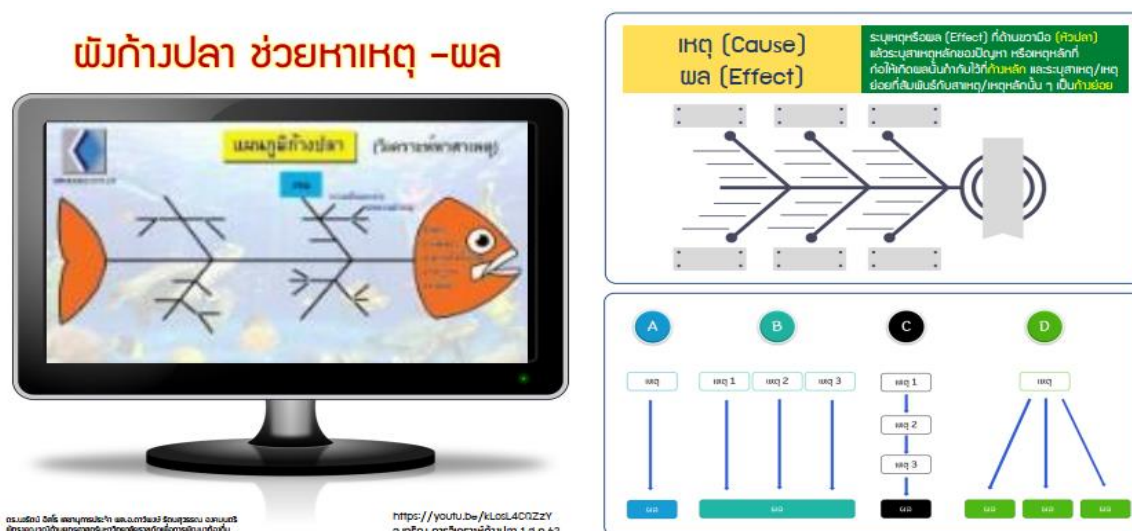 ผังก้างปลา ช่วยหาเหตุ -ผล
แผนภูมิก้างปลา
(วิเคราะห์หาสาเหตุ)
https://youtu.be/kLosL4CQZzY
เหตุ (Cause)
ผล (Effect)
ระบุเหตุหรือผล (Effect) ที่ด้านขวามือ (หัวปลา)
แล้วระบุสาเหตุหลักของปัญหา หรือเหตุหลักที่
ก่อให้เกิดผลนั้นกำกับไว้ที่ก้างหลัก และระบุสาเหตุ/เหตุ
ย่อยที่สัมพันธ์กับสาเหตุ/เหตุหลักนั้น ๆ เป็นก้างย่อย
A B C D
เหตุ เหตุ 1 เหตุ 2 เหตุ 3 เหตุ 1 เหตุ
เหตุ 2
เหตุ 3
ผล ผล ผล ผล ผล ผล